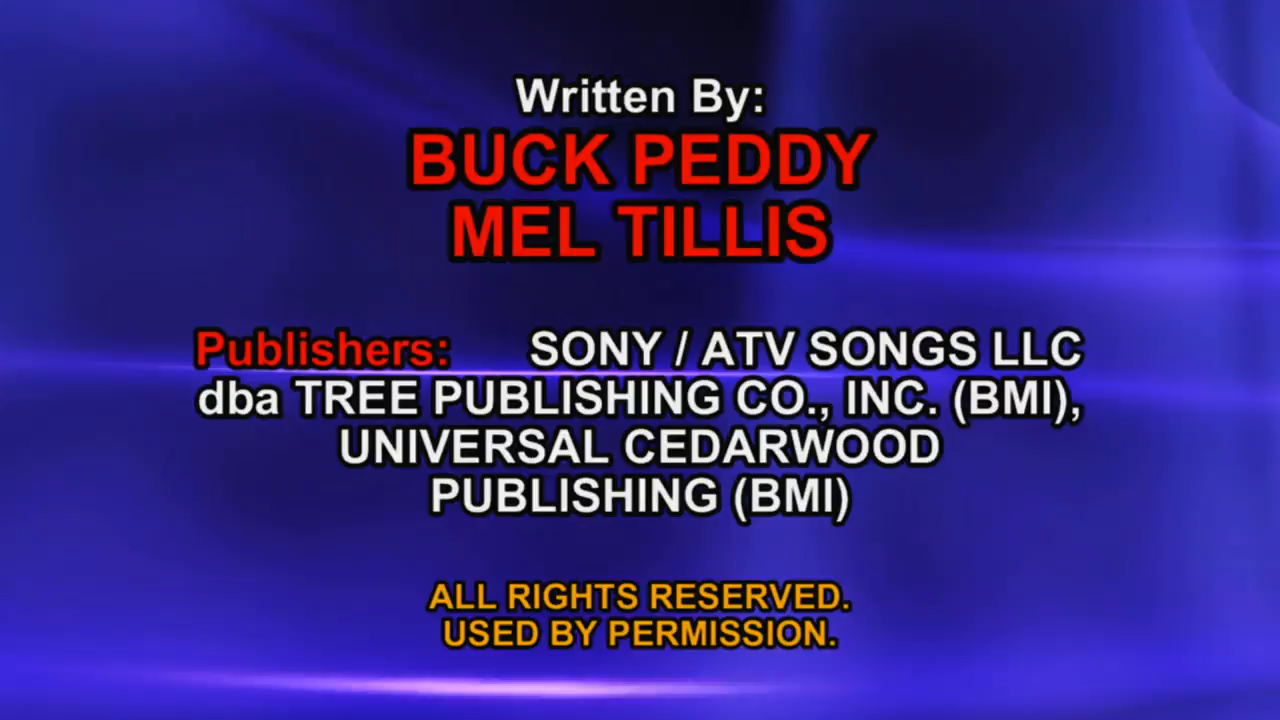 Written By:
BUCK PEDDY
MEL TILLIS
Publishers: SONY / ATV SONGS LLC
dba TREE PUBLISHING CO., INC. (BMI),
UNIVERSAL CEDARWOOD
PUBLISHING (BMI)
ALL RIGHTS RESERVED.
USED BY PERMISSION.